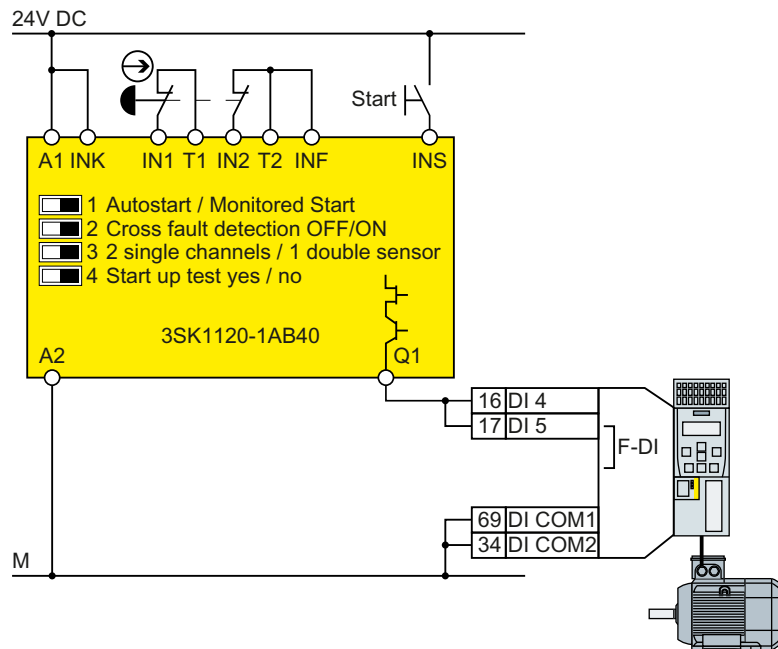 24V DC
Start
A1 INK IN1 T1 IN2 T2 INF INS
1 Autostart / Monitored Start
2 Cross fault detection OFF/ON
3 2 single channels / 1 double sensor
4 Start up test yes / no
3SK1120-1AB40
A2 Q1
16 DI 4
17 DI 5
F-DI
69 DI COM1
34 DI COM2
M